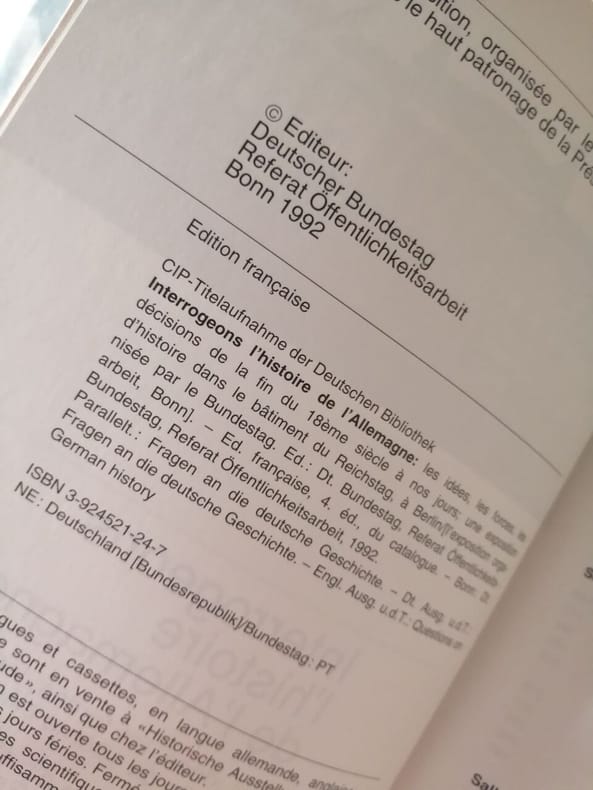 ition, organisée par le
le haut patronage de la Prés
© Editeur:
Deutscher Bundestag
Referat Öffentlichkeitsarbeit
Bonn 1992
Edition française
CIP-Titelaufnahme der Deutschen Bibliothek
Interrogeons l'histoire de l'Allemagne: les idées, les forces, les
décisions de la fin du 18ème siècle à nos jours; une exposition
d'histoire dans le bâtiment du Reichstag, à Berlin/[l'exposition orga-
nisée par le Bundestag. Ed.: Dt. Bundestag, Referat Öffentlichkeits-
arbeit, Bonn]. – Ed. française, 4. éd., du catalogue. – Bonn: Dt.
Bundestag, Referat Öffentlichkeitsarbeit, 1992.
Parallelt.: Fragen an die deutsche Geschichte. – Dt. Ausg. u.d.T.:
Fragen an die deutsche Geschichte. – Engl. Ausg. u.d.T.: Questions on
German history
ISBN 3-924521-24-7
NE: Deutschland [Bundesrepublik]/Bundestag: PT
gues et cassettes, en langue allemande, anglai
e sont en vente à «Historische Ausstell
ude», ainsi que chez l'éditeur.
n est ouverte tous les jours
jours fériés. Fermé
es scientifiqu
uffisamm